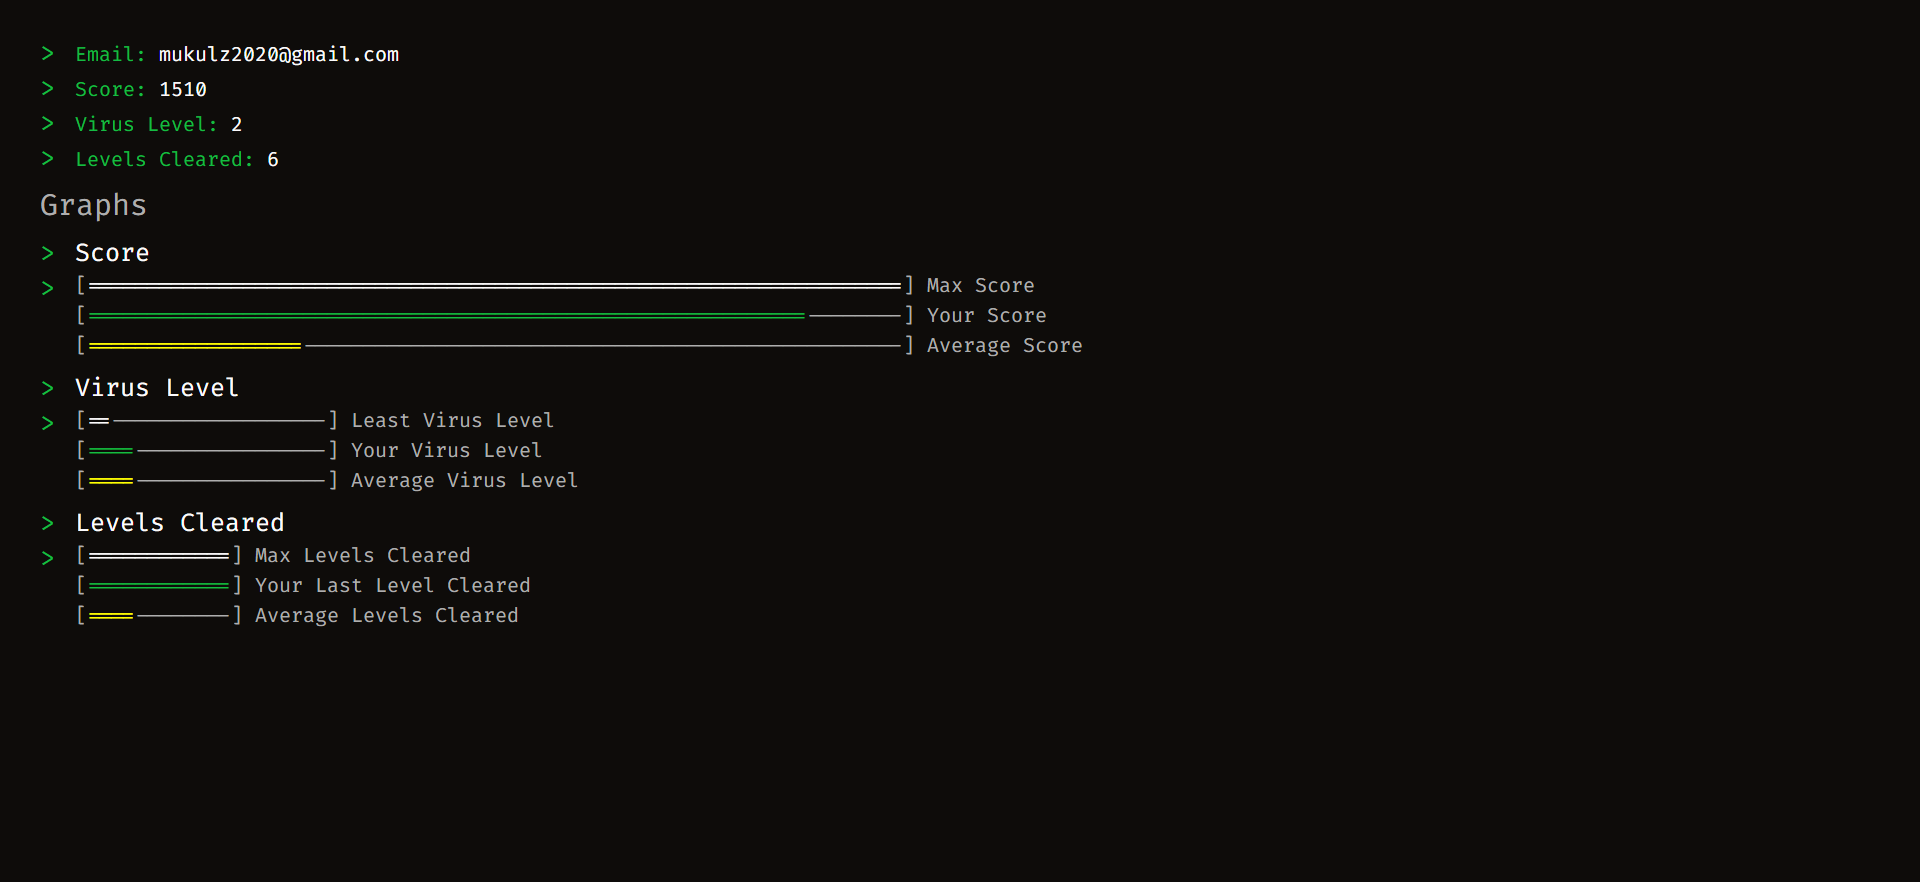 > Email: mukulz2020@gmail.com
> Score: 1510
> Virus Level: 2
> Levels Cleared: 6
Graphs
> Score
> [====================================================================] Max Score
[============================================================--------] Your Score
[==================--------------------------------------------------] Average Score
> Virus Level
> [==------------------] Least Virus Level
[====----------------] Your Virus Level
[====----------------] Average Virus Level
> Levels Cleared
> [============] Max Levels Cleared
[============] Your Last Level Cleared
[====--------] Average Levels Cleared